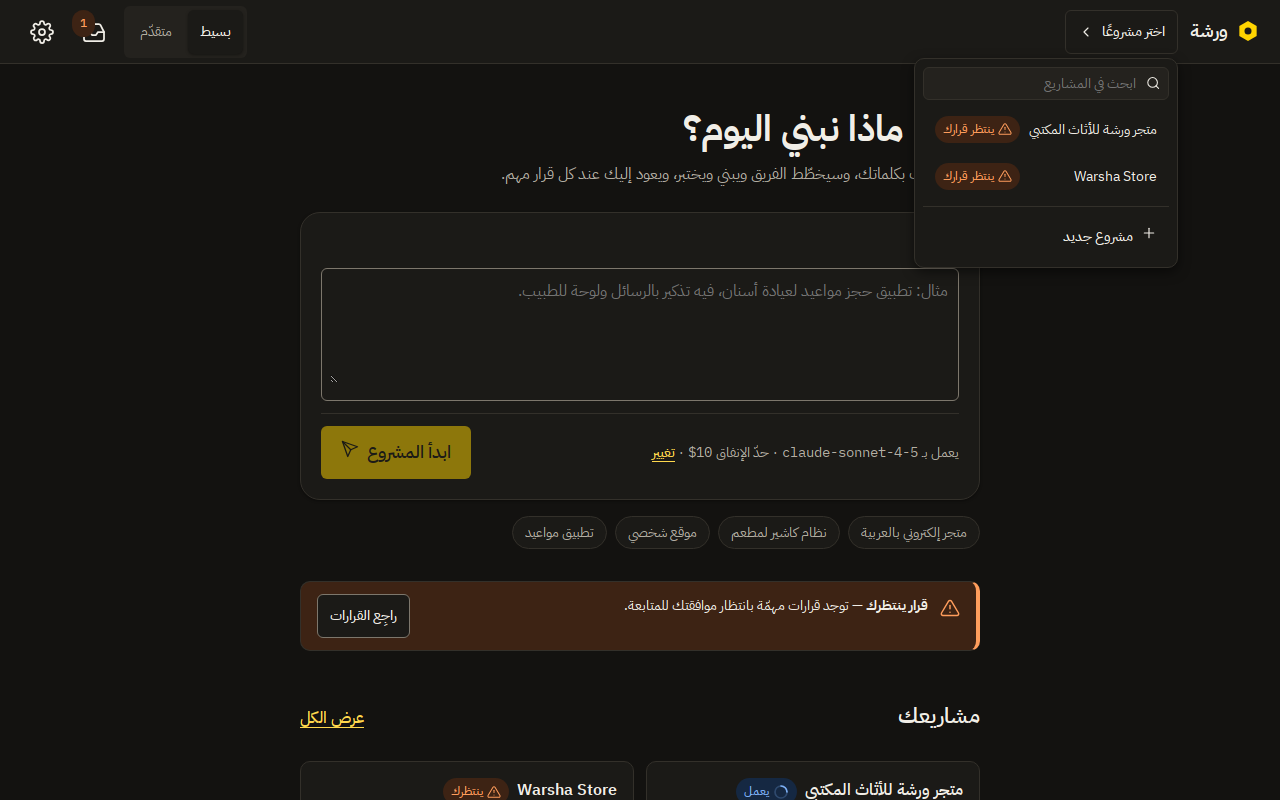 ورشة
اختر مشروعًا
بسيط
متقدّم
1
ابحث في المشاريع
متجر ورشة للأثاث المكتبي
ينتظر قرارك
Warsha Store
ينتظر قرارك
مشروع جديد
ماذا نبني اليوم؟
بكلماتك، وسيخطّط الفريق ويبني ويختبر، ويعود إليك عند كل قرار مهم.
مثال: تطبيق حجز مواعيد لعيادة أسنان، فيه تذكير بالرسائل ولوحة للطبيب.
يعمل بـ claude-sonnet-4-5 · حدّ الإنفاق $10 · تغيير
ابدأ المشروع
متجر إلكتروني بالعربية
نظام كاشير لمطعم
موقع شخصي
تطبيق مواعيد
قرار ينتظرك — توجد قرارات مهمّة بانتظار موافقتك للمتابعة.
راجِع القرارات
مشاريعك
عرض الكل
متجر ورشة للأثاث المكتبي
يعمل
Warsha Store
ينتظرك